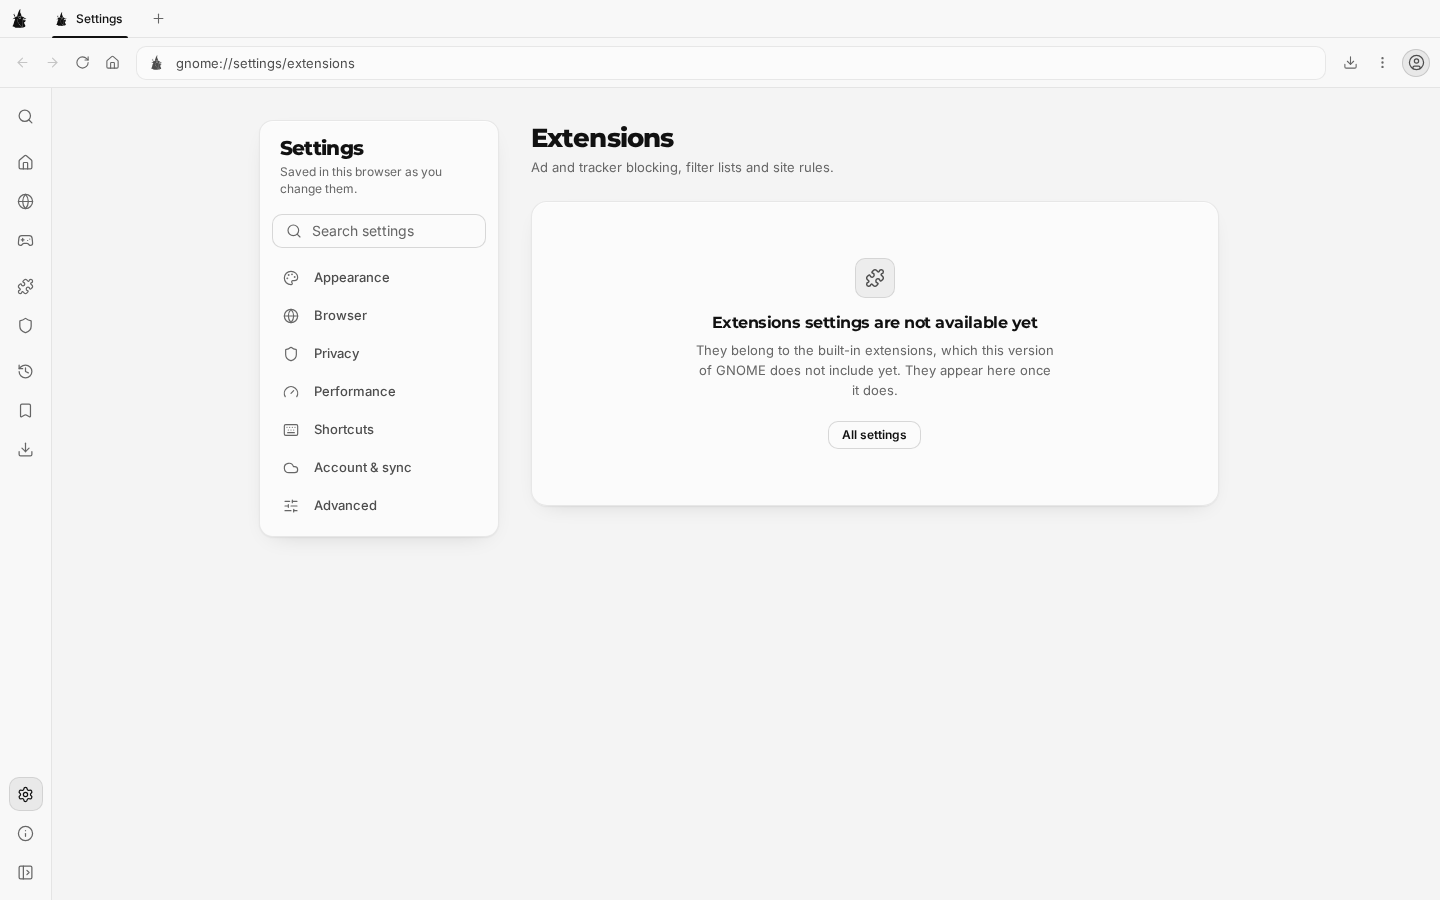 Settings
gnome://settings/extensions
Settings
Saved in this browser as you
change them.
Search settings
Appearance
Browser
Privacy
Performance
Shortcuts
Account & sync
Advanced
Extensions
Ad and tracker blocking, filter lists and site rules.
Extensions settings are not available yet
They belong to the built-in extensions, which this version
of GNOME does not include yet. They appear here once
it does.
All settings